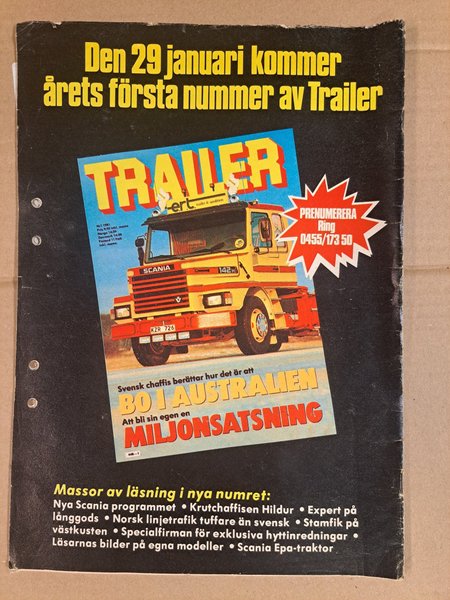 Den 29 januari kommer
årets första nummer av Trailer
TRAILER
ert
PRENUMERERA
Ring
0455/173 50
SCANIA
142
Svensk chaffis berättar hur det är att
BO I AUSTRALIEN
Att bli sin egen en
MILJONSATSNING
Massor av läsning i nya numret:
Nya Scania programmet • Krutchaffisen Hildur • Expert på
långgods • Norsk linjetrafik tuffare än svensk • Stamfik på
västkusten • Specialfirman för exklusiva hyttinredningar •
Läsarnas bilder på egna modeller • Scania Epa-traktor